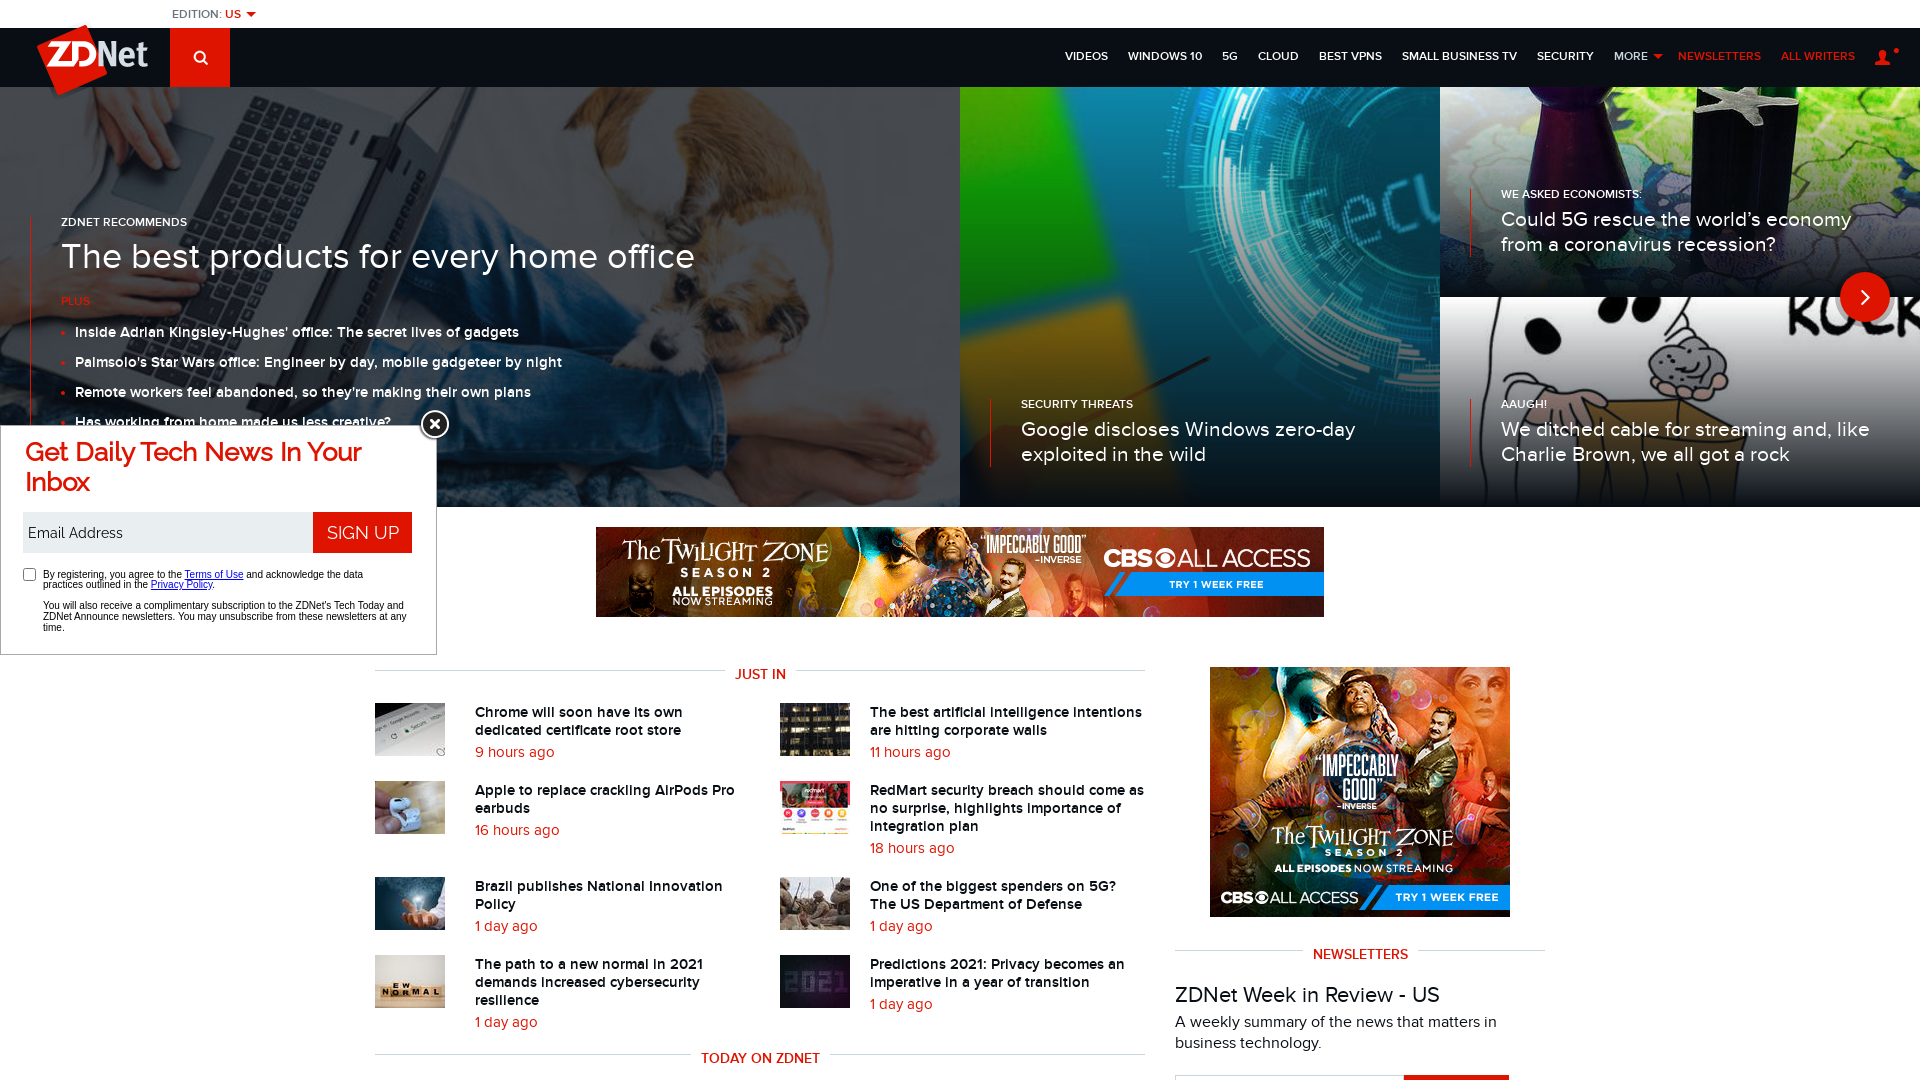 EDITION: US
ZDNet
VIDEOS
WINDOWS 10
5G
CLOUD
BEST VPNS
SMALL BUSINESS TV
SECURITY
MORE
NEWSLETTERS
ALL WRITERS
ZDNET RECOMMENDS
The best products for every home office
PLUS
Inside Adrian Kingsley-Hughes' office: The secret lives of gadgets
Palmsolo's Star Wars office: Engineer by day, mobile gadgeteer by night
Remote workers feel abandoned, so they're making their own plans
Has working from home made us less creative?
SECURITY THREATS
Google discloses Windows zero-day
exploited in the wild
WE ASKED ECONOMISTS:
Could 5G rescue the world’s economy
from a coronavirus recession?
ROCK
AAUGH!
We ditched cable for streaming and, like
Charlie Brown, we all got a rock
Get Daily Tech News In Your
Inbox
Email Address
SIGN UP
By registering, you agree to the Terms of Use and acknowledge the data
practices outlined in the Privacy Policy.
You will also receive a complimentary subscription to the ZDNet's Tech Today and
ZDNet Announce newsletters. You may unsubscribe from these newsletters at any
time.
The TWILIGHT ZONE
SEASON 2
ALL EPISODES
NOW STREAMING
"IMPECCABLY GOOD"
-INVERSE
CBS ALL ACCESS
TRY 1 WEEK FREE
JUST IN
Chrome will soon have its own
dedicated certificate root store
9 hours ago
The best artificial intelligence intentions
are hitting corporate walls
11 hours ago
Apple to replace crackling AirPods Pro
earbuds
16 hours ago
RedMart security breach should come as
no surprise, highlights importance of
integration plan
18 hours ago
Brazil publishes National Innovation
Policy
1 day ago
One of the biggest spenders on 5G?
The US Department of Defense
1 day ago
EW
NORMAL
The path to a new normal in 2021
demands increased cybersecurity
resilience
1 day ago
2021
Predictions 2021: Privacy becomes an
imperative in a year of transition
1 day ago
TODAY ON ZDNET
"IMPECCABLY
GOOD"
-INVERSE
The TWILIGHT ZONE
SEASON 2
ALL EPISODES NOW STREAMING
CBS ALL ACCESS
TRY 1 WEEK FREE
NEWSLETTERS
ZDNet Week in Review - US
A weekly summary of the news that matters in
business technology.